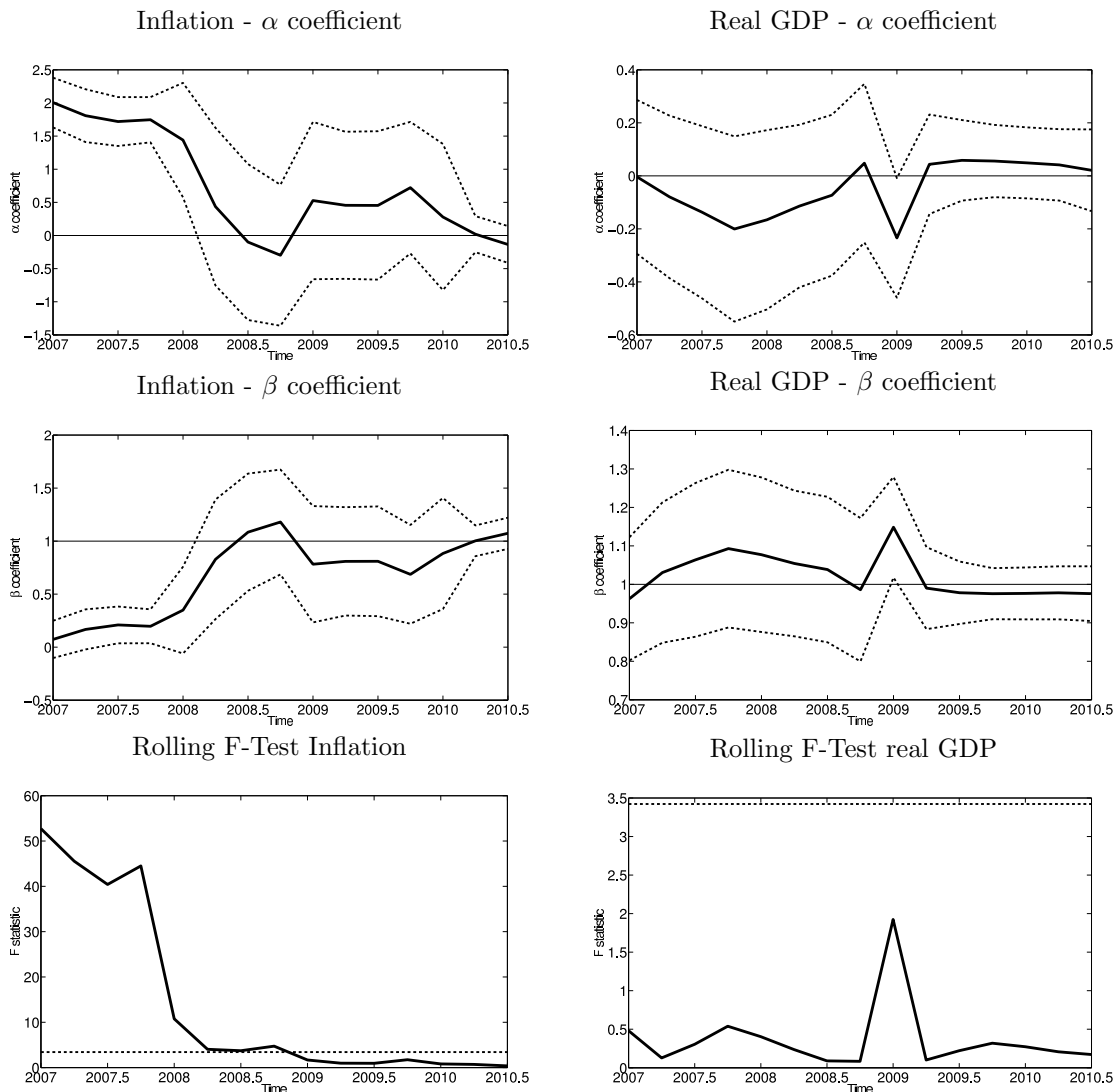 Inflation - α coefficient
2.5
2
1.5
1
0.5
0
−0.5
−1
−1.5
α coefficient
2007 2007.5 2008 2008.5 2009 2009.5 2010 2010.5
Time
Real GDP - α coefficient
0.4
0.2
0
−0.2
−0.4
−0.6
α coefficient
2007 2007.5 2008 2008.5 2009 2009.5 2010 2010.5
Time
Inflation - β coefficient
2
1.5
1
0.5
0
−0.5
β coefficient
2007 2007.5 2008 2008.5 2009 2009.5 2010 2010.5
Time
Real GDP - β coefficient
1.4
1.3
1.2
1.1
1
0.9
0.8
0.7
β coefficient
2007 2007.5 2008 2008.5 2009 2009.5 2010 2010.5
Time
Rolling F-Test Inflation
60
50
40
30
20
10
0
F statistic
2007 2007.5 2008 2008.5 2009 2009.5 2010 2010.5
Time
Rolling F-Test real GDP
3.5
3
2.5
2
1.5
1
0.5
0
F statistic
2007 2007.5 2008 2008.5 2009 2009.5 2010 2010.5
Time